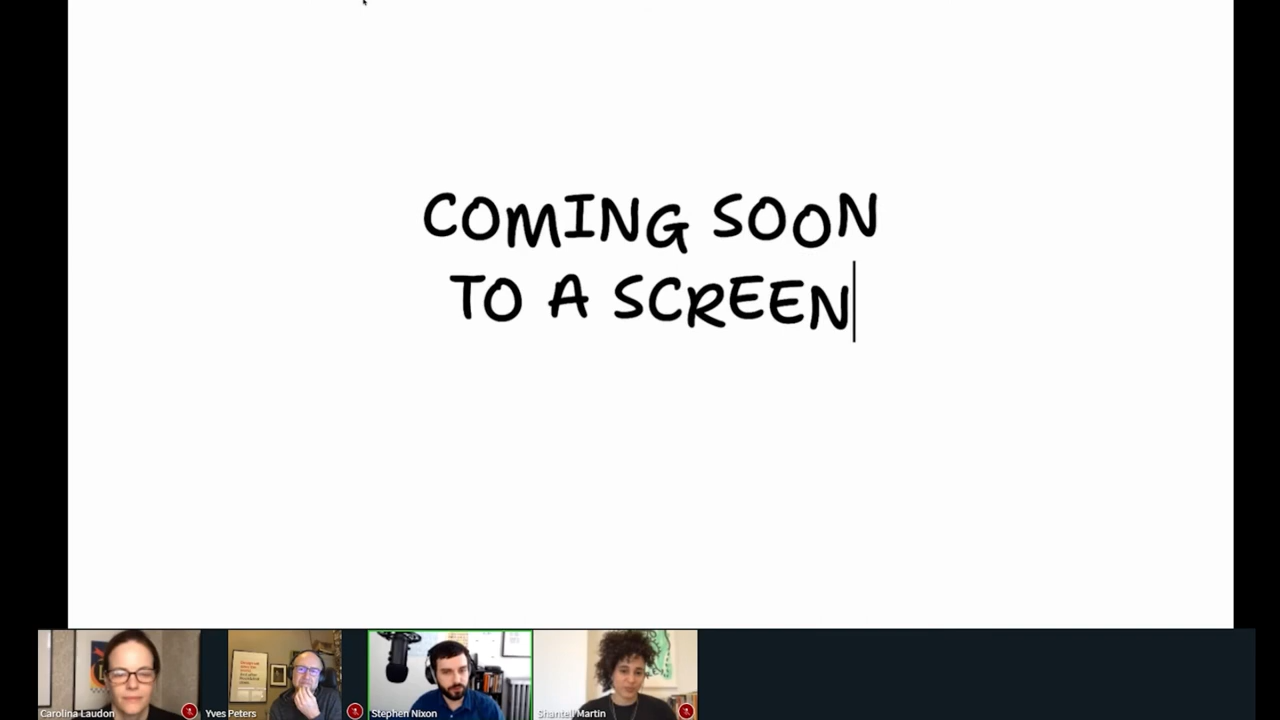 COMING SOON
TO A SCREEN
Carolina Laudon
Yves Peters
Stephen Nixon
Shantell Martin